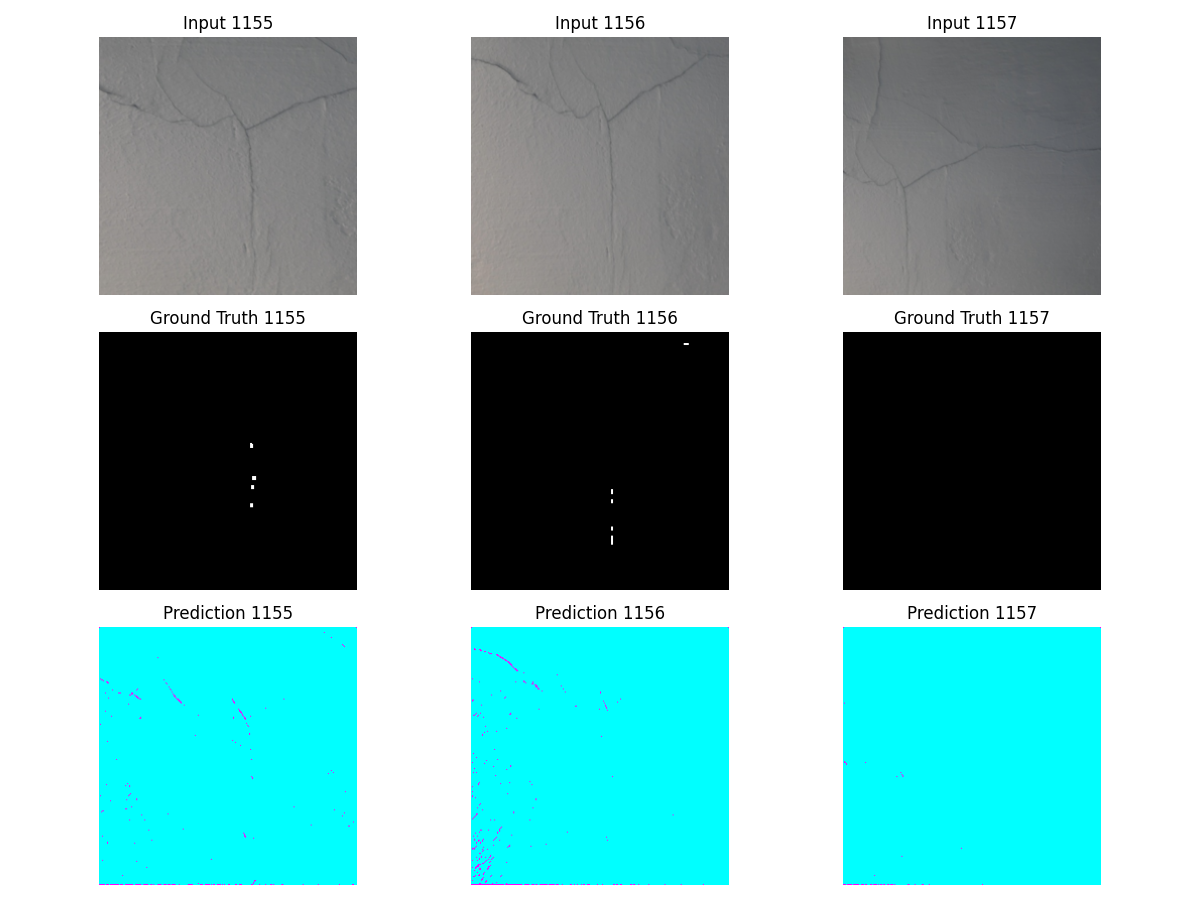 Input 1155
Input 1156
Input 1157
Ground Truth 1155
Ground Truth 1156
Ground Truth 1157
Prediction 1155
Prediction 1156
Prediction 1157